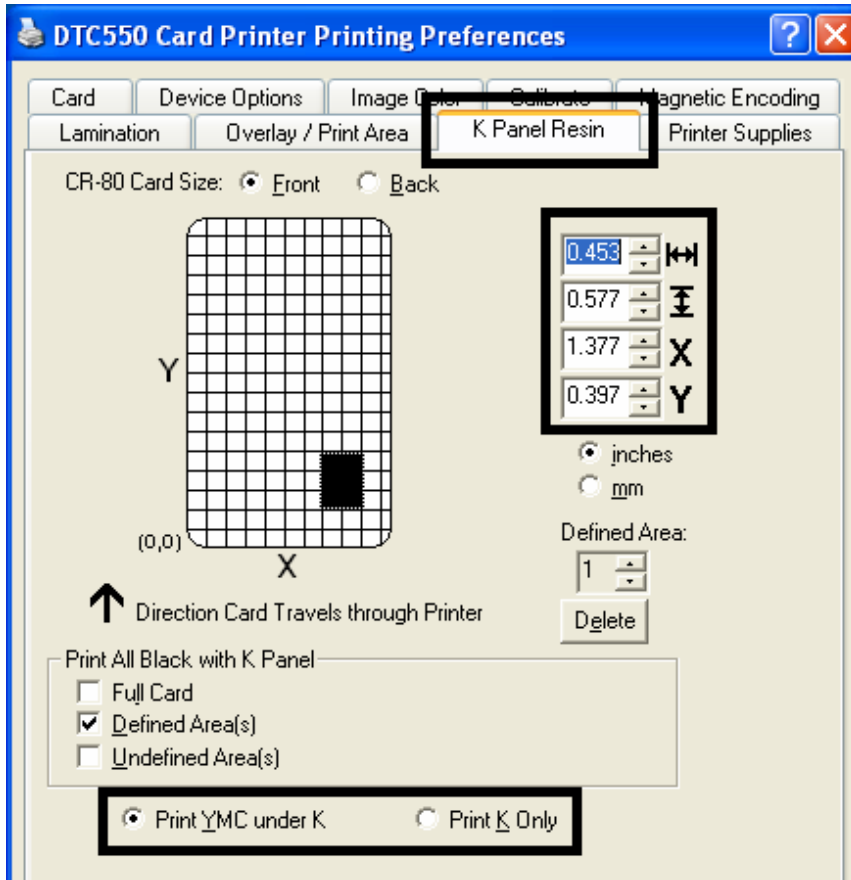 DTC550 Card Printer Printing Preferences
Card Device Options Image Color Calibrate Magnetic Encoding
Lamination Overlay / Print Area K Panel Resin Printer Supplies
CR-80 Card Size: Front Back
0.453
0.577
1.377 X
0.397 Y
Y
inches
mm
(0,0)
X
Defined Area:
1
Direction Card Travels through Printer
Delete
Print All Black with K Panel
Full Card
Defined Area(s)
Undefined Area(s)
Print YMC under K Print K Only